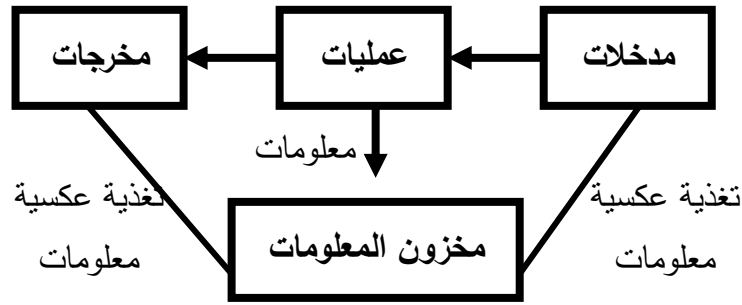 مدخلات
عمليات
مخرجات
معلومات
تغذية عكسية
معلومات
مخزون المعلومات
تغذية عكسية
معلومات